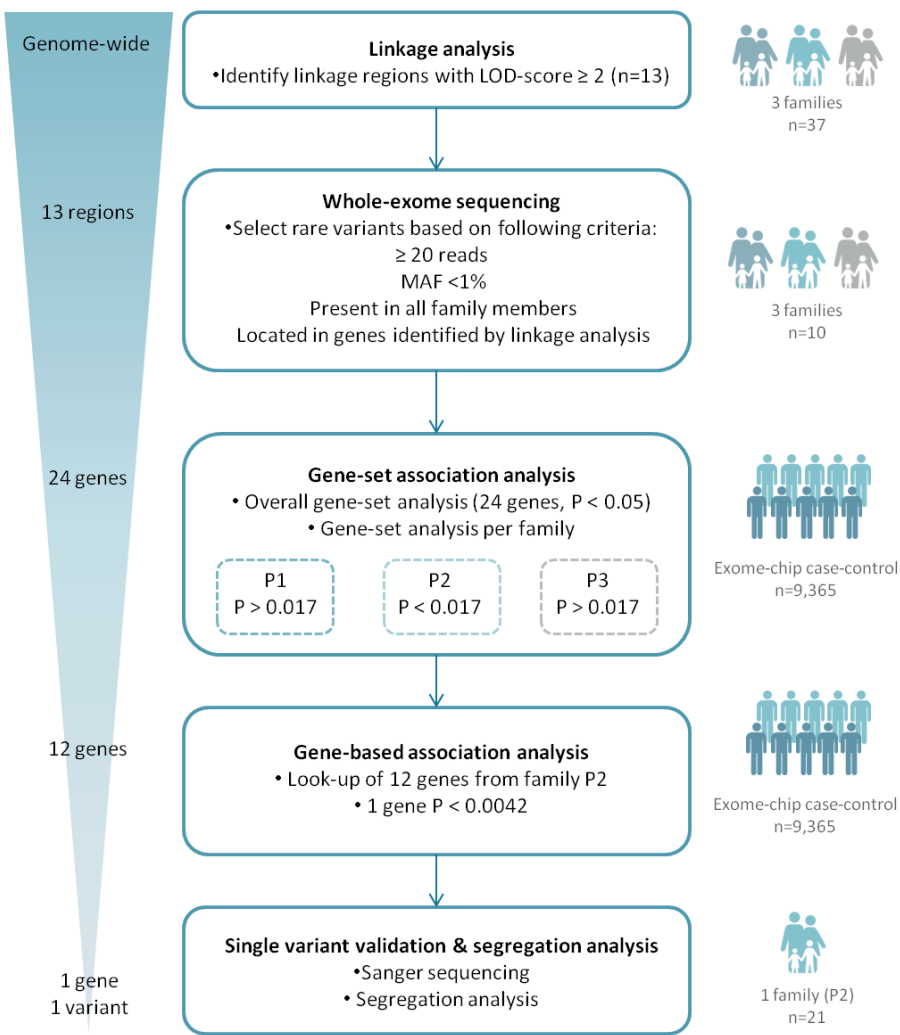 Genome-wide
Linkage analysis
•Identify linkage regions with LOD-score ≥ 2 (n=13)
3 families
n=37
13 regions
Whole-exome sequencing
•Select rare variants based on following criteria:
≥ 20 reads
MAF <1%
Present in all family members
Located in genes identified by linkage analysis
3 families
n=10
24 genes
Gene-set association analysis
• Overall gene-set analysis (24 genes, P < 0.05)
• Gene-set analysis per family
P1
P > 0.017
P2
P < 0.017
P3
P > 0.017
Exome-chip case-control
n=9,365
12 genes
Gene-based association analysis
• Look-up of 12 genes from family P2
• 1 gene P < 0.0042
Exome-chip case-control
n=9,365
1 gene
1 variant
Single variant validation & segregation analysis
•Sanger sequencing
• Segregation analysis
1 family (P2)
n=21